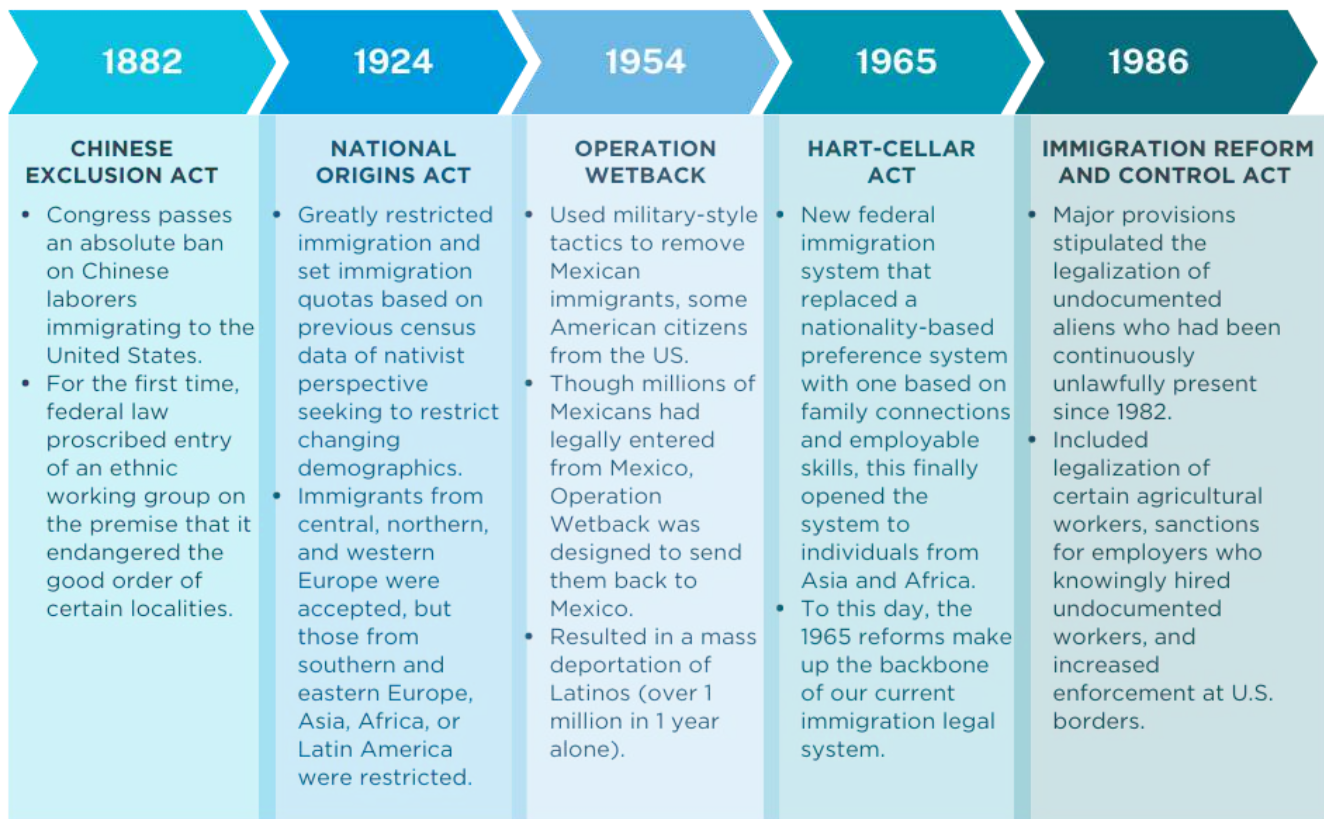 1882
1924
1954
1965
1986
CHINESE
EXCLUSION ACT
• Congress passes
an absolute ban
on Chinese
laborers
immigrating to the
United States.
• For the first time,
federal law
proscribed entry
of an ethnic
working group on
the premise that it
endangered the
good order of
certain localities.
NATIONAL
ORIGINS ACT
• Greatly restricted
immigration and
set immigration
quotas based on
previous census
data of nativist
perspective
seeking to restrict
changing
demographics.
• Immigrants from
central, northern,
and western
Europe were
accepted, but
those from
southern and
eastern Europe,
Asia, Africa, or
Latin America
were restricted.
OPERATION
WETBACK
• Used military-style
tactics to remove
Mexican
immigrants, some
American citizens
from the US.
• Though millions of
Mexicans had
legally entered
from Mexico,
Operation
Wetback was
designed to send
them back to
Mexico.
• Resulted in a mass
deportation of
Latinos (over 1
million in 1 year
alone).
HART-CELLAR
ACT
• New federal
immigration
system that
replaced a
nationality-based
preference system
with one based on
family connections
and employable
skills, this finally
opened the
system to
individuals from
Asia and Africa.
• To this day, the
1965 reforms make
up the backbone
of our current
immigration legal
system.
IMMIGRATION REFORM
AND CONTROL ACT
• Major provisions
stipulated the
legalization of
undocumented
aliens who had been
continuously
unlawfully present
since 1982.
• Included
legalization of
certain agricultural
workers, sanctions
for employers who
knowingly hired
undocumented
workers, and
increased
enforcement at U.S.
borders.